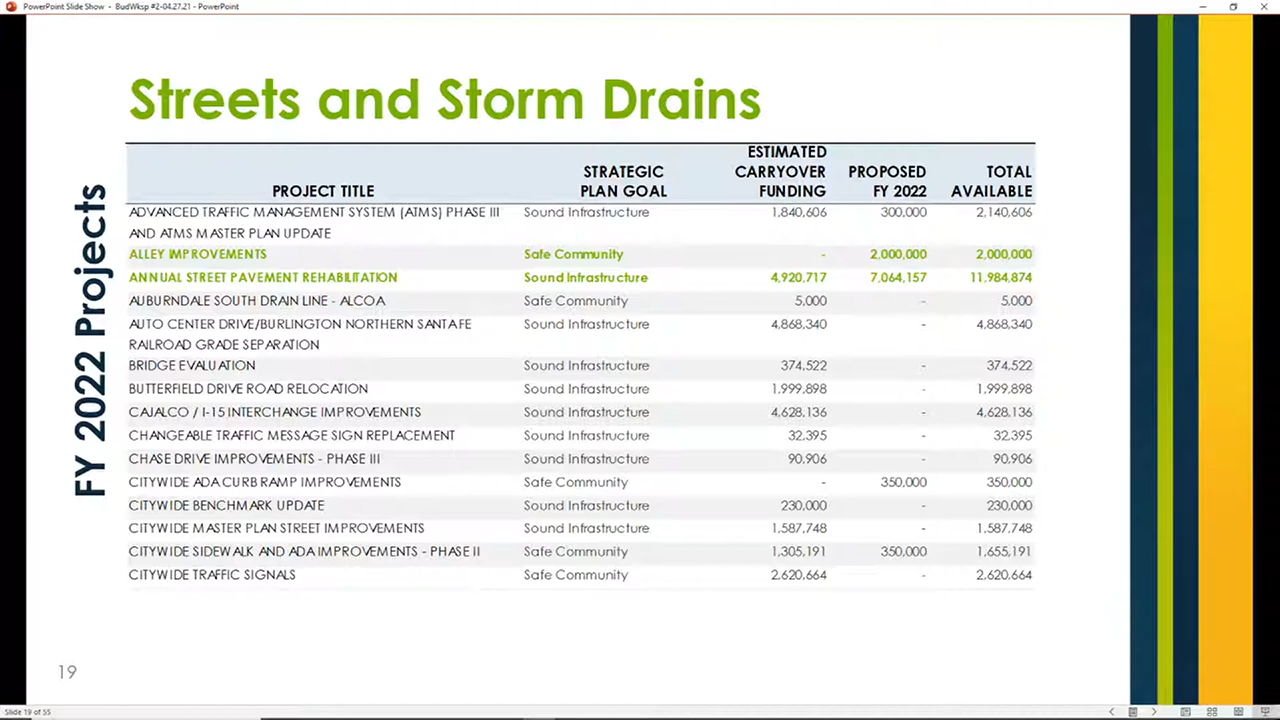 PowerPoint Slide Show - BudWksp #2-04.27.21 - PowerPoint
Streets and Storm Drains
FY 2022 Projects
PROJECT TITLE STRATEGIC PLAN GOAL ESTIMATED CARRYOVER FUNDING PROPOSED FY 2022 TOTAL AVAILABLE
ADVANCED TRAFFIC MANAGEMENT SYSTEM (ATMS) PHASE III Sound Infrastructure 1,840,606 300,000 2,140,606
AND ATMS MASTER PLAN UPDATE
ALLEY IMPROVEMENTS Safe Community - 2,000,000 2,000,000
ANNUAL STREET PAVEMENT REHABILITATION Sound Infrastructure 4,920,717 7,064,157 11,984,874
AUBURNDALE SOUTH DRAIN LINE - ALCOA Safe Community 5,000 - 5,000
AUTO CENTER DRIVE/BURLINGTON NORTHERN SANTA FE Sound Infrastructure 4,868,340 - 4,868,340
RAILROAD GRADE SEPARATION
BRIDGE EVALUATION Sound Infrastructure 374,522 - 374,522
BUTTERFIELD DRIVE ROAD RELOCATION Sound Infrastructure 1,999,898 - 1,999,898
CAJALCO / I-15 INTERCHANGE IMPROVEMENTS Sound Infrastructure 4,628,136 - 4,628,136
CHANGEABLE TRAFFIC MESSAGE SIGN REPLACEMENT Sound Infrastructure 32,395 - 32,395
CHASE DRIVE IMPROVEMENTS - PHASE III Sound Infrastructure 90,906 - 90,906
CITYWIDE ADA CURB RAMP IMPROVEMENTS Safe Community - 350,000 350,000
CITYWIDE BENCHMARK UPDATE Sound Infrastructure 230,000 - 230,000
CITYWIDE MASTER PLAN STREET IMPROVEMENTS Sound Infrastructure 1,587,748 - 1,587,748
CITYWIDE SIDEWALK AND ADA IMPROVEMENTS - PHASE II Safe Community 1,305,191 350,000 1,655,191
CITYWIDE TRAFFIC SIGNALS Safe Community 2,620,664 - 2,620,664
19
Slide 19 of 55